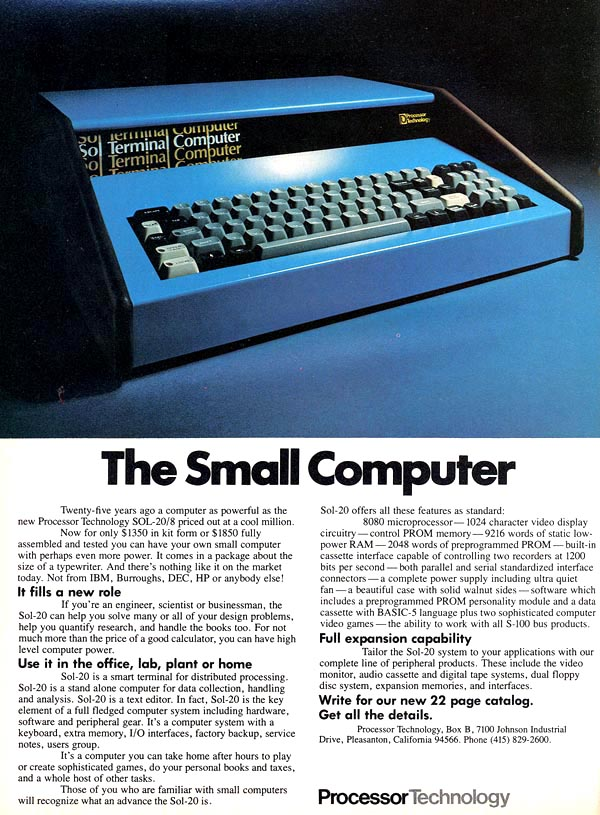 Processor
Technology
Computer
Terminal Computer
So Terminal Computer
The Small Computer
Twenty-five years ago a computer as powerful as the
new Processor Technology SOL-20/8 priced out at a cool million.
Now for only $1350 in kit form or $1850 fully
assembled and tested you can have your own small computer
with perhaps even more power. It comes in a package about the
size of a typewriter. And there's nothing like it on the market
today. Not from IBM, Burroughs, DEC, HP or anybody else!
It fills a new role
If you're an engineer, scientist or businessman, the
Sol-20 can help you solve many or all of your design problems,
help you quantify research, and handle the books too. For not
much more than the price of a good calculator, you can have high
level computer power.
Use it in the office, lab, plant or home
Sol-20 is a smart terminal for distributed processing.
Sol-20 is a stand alone computer for data collection, handling
and analysis. Sol-20 is a text editor. In fact, Sol-20 is the key
element of a full fledged computer system including hardware,
software and peripheral gear. It's a computer system with a
keyboard, extra memory, I/O interfaces, factory backup, service
notes, users group.
It's a computer you can take home after hours to play
or create sophisticated games, do your personal books and taxes,
and a whole host of other tasks.
Those of you who are familiar with small computers
will recognize what an advance the Sol-20 is.
Sol-20 offers all these features as standard:
8080 microprocessor — 1024 character video display
circuitry — control PROM memory — 9216 words of static low-
power RAM — 2048 words of preprogrammed PROM — built-in
cassette interface capable of controlling two recorders at 1200
bits per second — both parallel and serial standardized interface
connectors — a complete power supply including ultra quiet
fan — a beautiful case with solid walnut sides — software which
includes a preprogrammed PROM personality module and a data
cassette with BASIC-5 language plus two sophisticated computer
video games — the ability to work with all S-100 bus products.
Full expansion capability
Tailor the Sol-20 system to your applications with our
complete line of peripheral products. These include the video
monitor, audio cassette and digital tape systems, dual floppy
disc system, expansion memories, and interfaces.
Write for our new 22 page catalog.
Get all the details.
Processor Technology, Box B, 7100 Johnson Industrial
Drive, Pleasanton, California 94566. Phone (415) 829-2600.
ProcessorTechnology